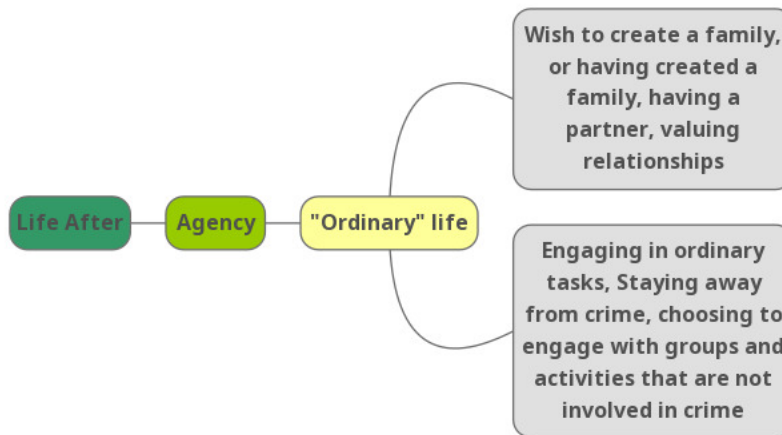 Life After
Agency
"Ordinary" life
Wish to create a family,
or having created a
family, having a
partner, valuing
relationships
Engaging in ordinary
tasks, Staying away
from crime, choosing to
engage with groups and
activities that are not
involved in crime